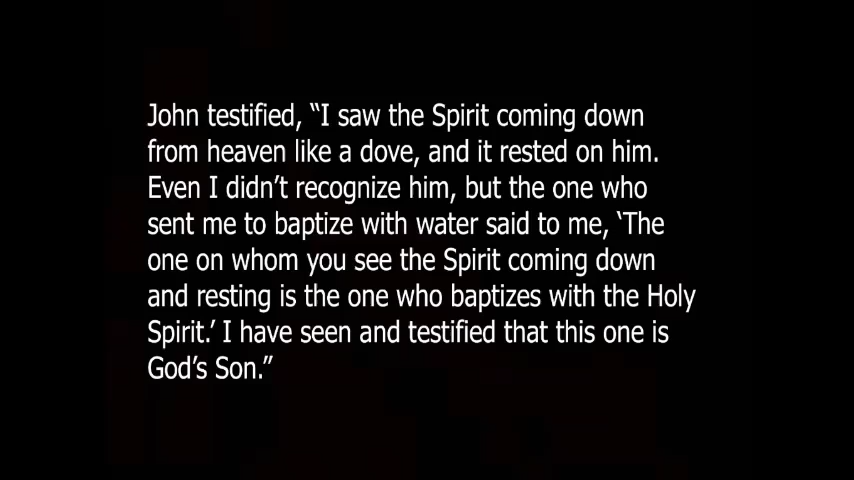 John testified, “I saw the Spirit coming down
from heaven like a dove, and it rested on him.
Even I didn’t recognize him, but the one who
sent me to baptize with water said to me, ‘The
one on whom you see the Spirit coming down
and resting is the one who baptizes with the Holy
Spirit.’ I have seen and testified that this one is
God’s Son.”